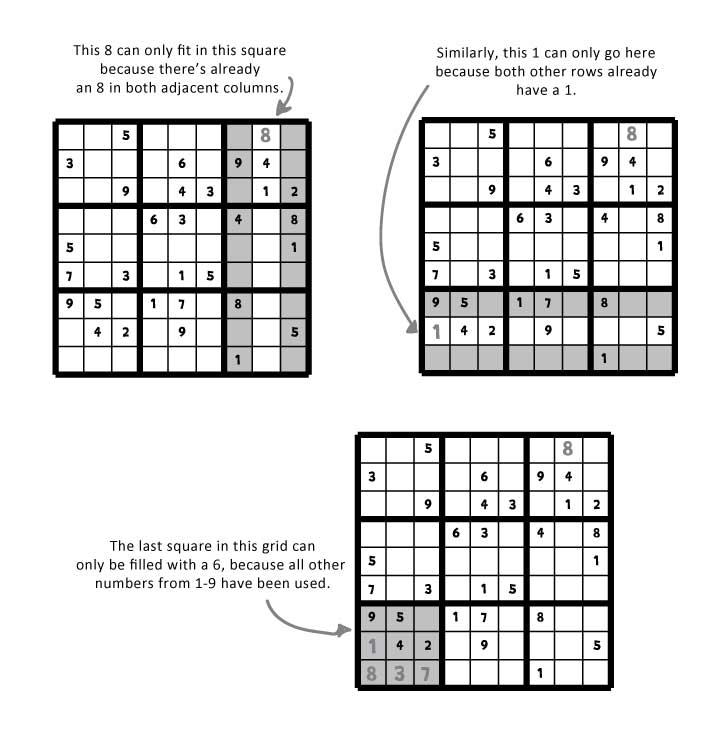 This 8 can only fit in this square
because there's already
an 8 in both adjacent columns.
Similarly, this 1 can only go here
because both other rows already
have a 1.
5 8
3 6 9 4
9 4 3 1 2
6 3 4 8
5 1
7 3 1 5
9 5 1 7 8
4 2 9 5
1
5 8
3 6 9 4
9 4 3 1 2
6 3 4 8
5 1
7 3 1 5
9 5 1 7 8
1 4 2 9 5
1
The last square in this grid can
only be filled with a 6, because all other
numbers from 1-9 have been used.
5 8
3 6 9 4
9 4 3 1 2
6 3 4 8
5 1
7 3 1 5
9 5 1 7 8
1 4 2 9 5
8 3 7 1